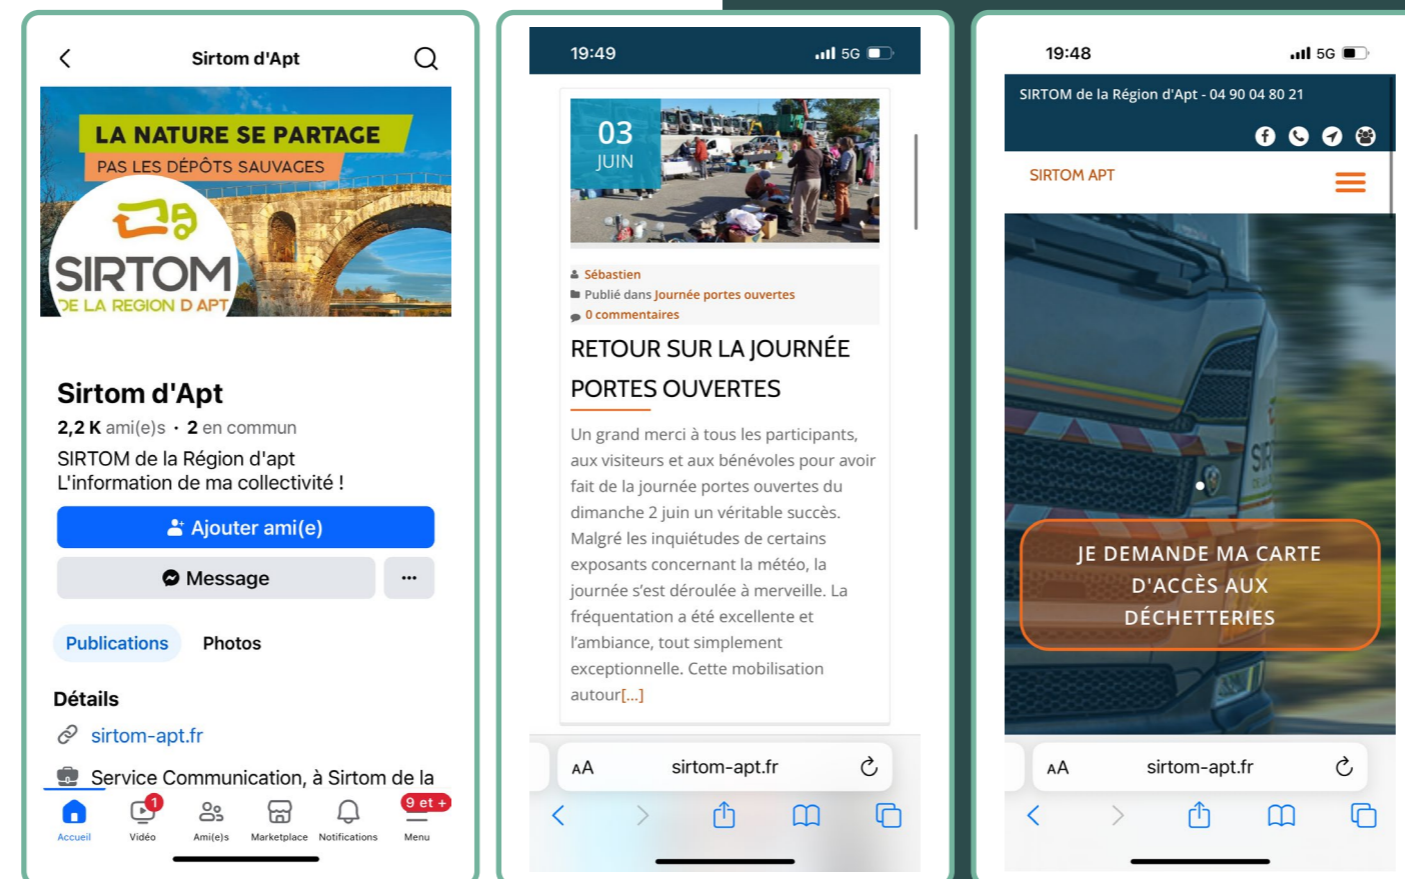 Sirtom d'Apt
LA NATURE SE PARTAGE
PAS LES DÉPÔTS SAUVAGES
SIRTOM
DE LA REGION D APT
Sirtom d'Apt
2,2 K ami(e)s · 2 en commun
SIRTOM de la Région d'apt
L'information de ma collectivité !
Ajouter ami(e)
Message
Publications Photos
Détails
sirtom-apt.fr
Service Communication, à Sirtom de la
1
9 et +
Accueil Vidéo Ami(e)s Marketplace Notifications Menu
19:49 5G
03
JUIN
Sébastien
Publié dans Journée portes ouvertes
0 commentaires
RETOUR SUR LA JOURNÉE
PORTES OUVERTES
Un grand merci à tous les participants,
aux visiteurs et aux bénévoles pour avoir
fait de la journée portes ouvertes du
dimanche 2 juin un véritable succès.
Malgré les inquiétudes de certains
exposants concernant la météo, la
journée s'est déroulée à merveille. La
fréquentation a été excellente et
l'ambiance, tout simplement
exceptionnelle. Cette mobilisation
autour[...]
AA sirtom-apt.fr
19:48 5G
SIRTOM de la Région d'Apt - 04 90 04 80 21
SIRTOM APT
JE DEMANDE MA CARTE
D'ACCÈS AUX
DÉCHETTERIES
AA sirtom-apt.fr